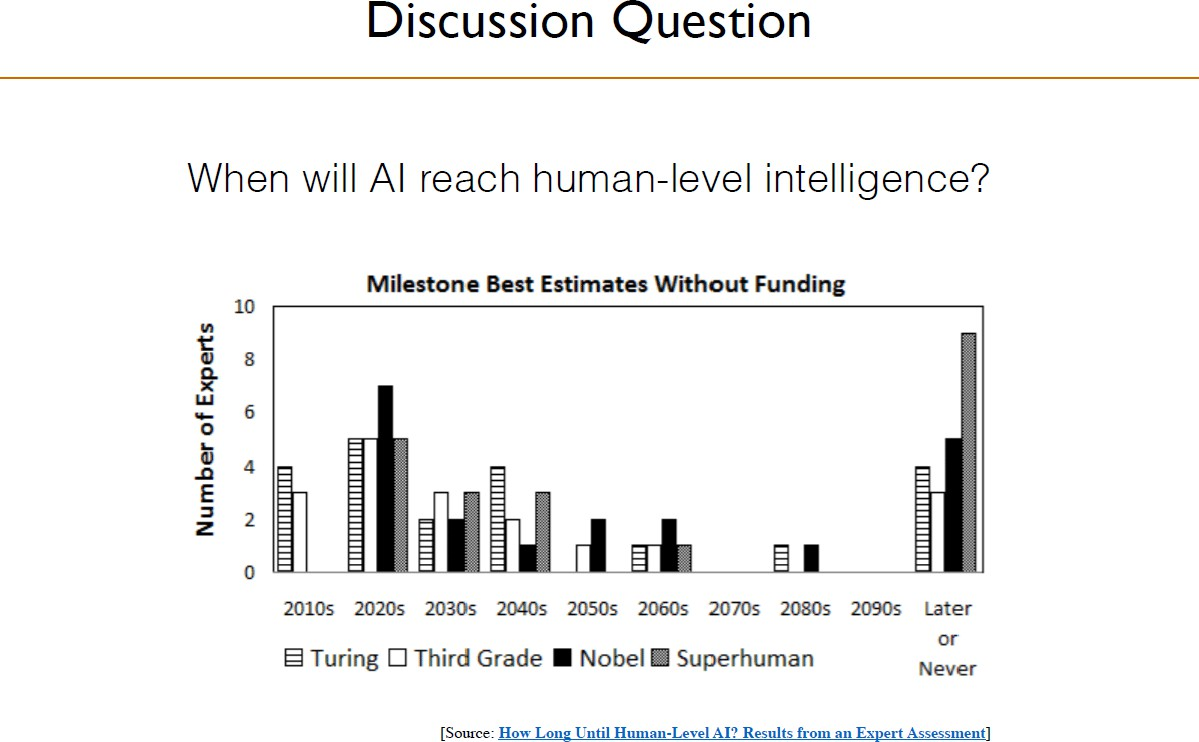 Discussion Question
When will AI reach human-level intelligence?
Milestone Best Estimates Without Funding
Number of Experts
10
8
6
4
2
0
2010s 2020s 2030s 2040s 2050s 2060s 2070s 2080s 2090s Later
or
Never
Turing Third Grade Nobel Superhuman
[Source: How Long Until Human-Level AI? Results from an Expert Assessment]